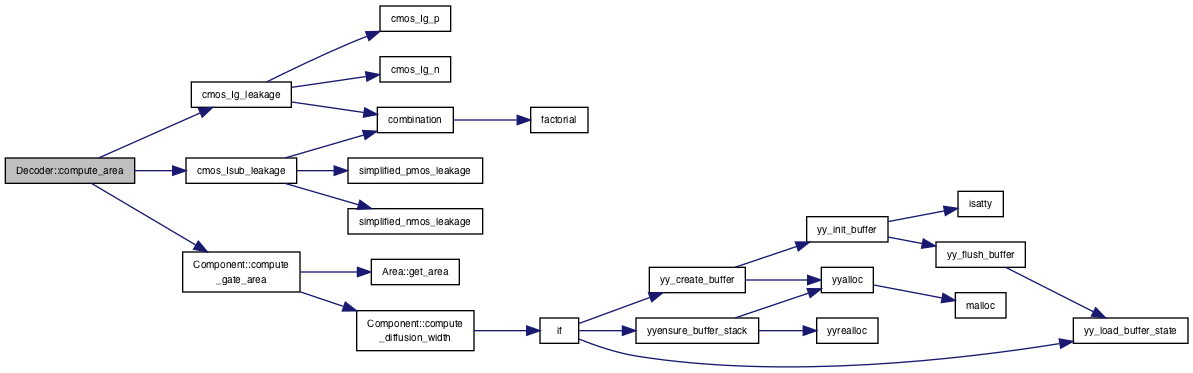 cmos_Ig_p
cmos_Ig_n
cmos_Ig_leakage
combination
factorial
Decoder::compute_area
cmos_Isub_leakage
simplified_pmos_leakage
simplified_nmos_leakage
Component::compute
_gate_area
Area::get_area
Component::compute
_diffusion_width
if
yy_create_buffer
yyensure_buffer_stack
yy_init_buffer
yyalloc
yyrealloc
isatty
yy_flush_buffer
malloc
yy_load_buffer_state